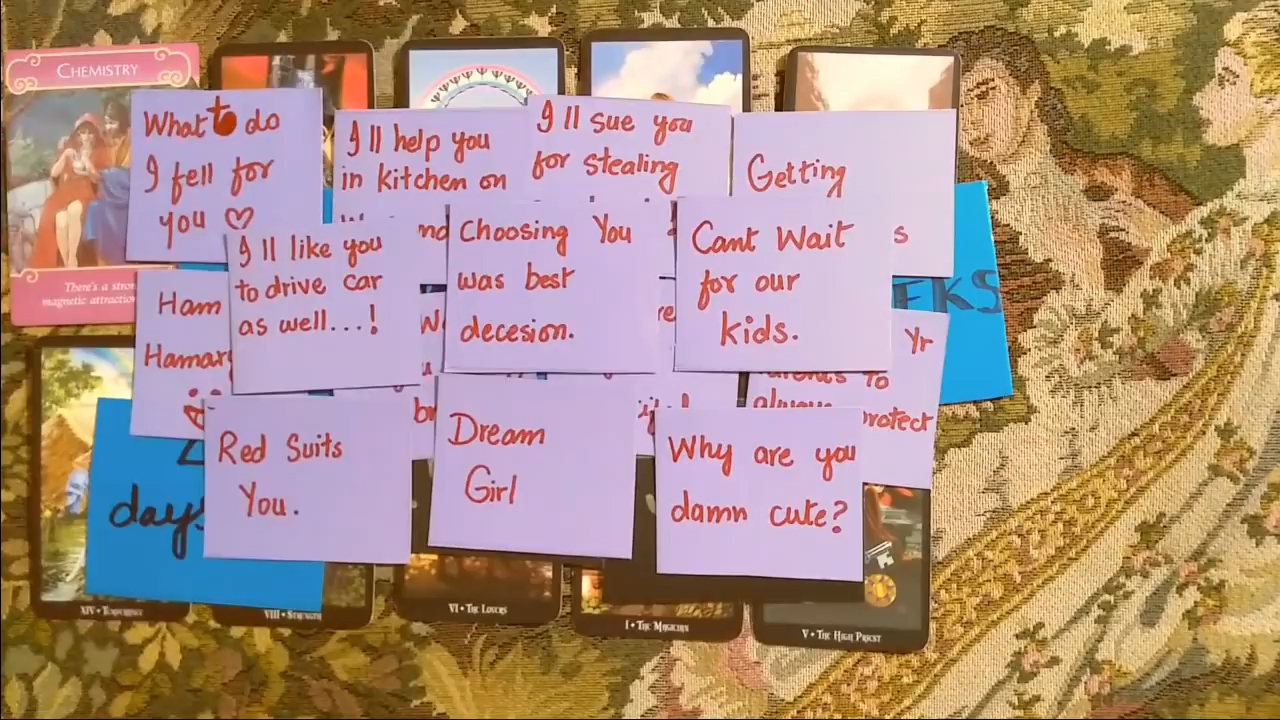 CHEMISTRY
There's a
magnetic
What to do
I fell for
you
I'll help you
in kitchen on
I'll sue you
for stealing
Getting
I'll like you
to drive car
as well...!
Choosing You
was best
decesion.
Cant Wait
for our
kids.
Ham
Yr
to
protect
days
Red Suits
You.
Dream
Girl
Why are you
damn cute?
XIV • TEMPERANCE
VIII • STRENGTH
VI • THE LOVERS
I • THE MAGICIAN
V • THE HIGH PRIEST